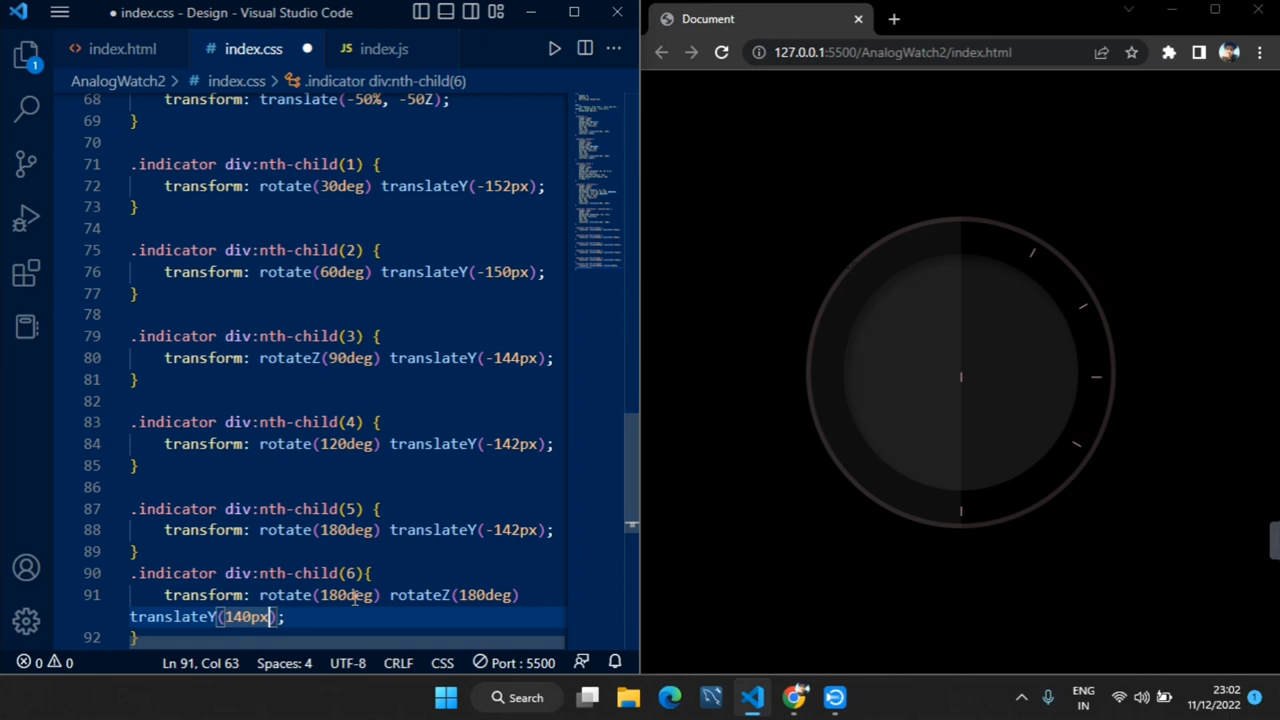 index.css - Design - Visual Studio Code
index.html
index.css
index.js
AnalogWatch2 > # index.css > .indicator div:nth-child(6)
68 transform: translate(-50%, -50Z);
69 }
70
71 .indicator div:nth-child(1) {
72 transform: rotate(30deg) translateY(-152px);
73 }
74
75 .indicator div:nth-child(2) {
76 transform: rotate(60deg) translateY(-150px);
77 }
78
79 .indicator div:nth-child(3) {
80 transform: rotateZ(90deg) translateY(-144px);
81 }
82
83 .indicator div:nth-child(4) {
84 transform: rotate(120deg) translateY(-142px);
85 }
86
87 .indicator div:nth-child(5) {
88 transform: rotate(180deg) translateY(-142px);
89 }
90 .indicator div:nth-child(6){
91 transform: rotate(180deg) rotateZ(180deg)
translateY(140px);
92 }
1
0 0
Ln 91, Col 63
Spaces: 4
UTF-8
CRLF
CSS
Port : 5500
Document
127.0.0.1:5500/AnalogWatch2/index.html
Search
ENG
IN
23:02
11/12/2022
1